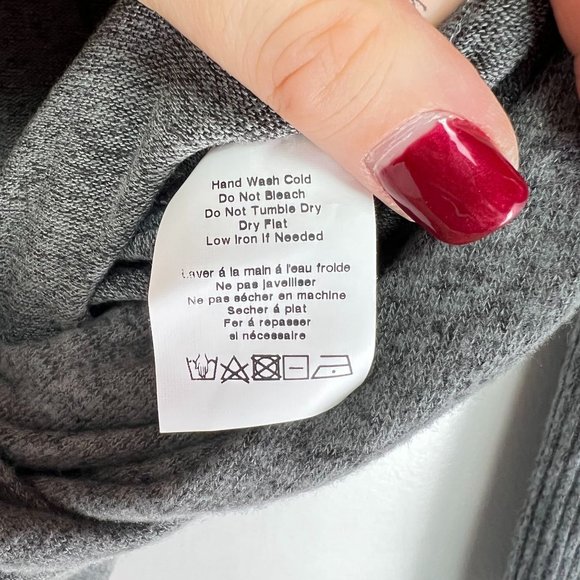 Hand Wash Cold
Do Not Bleach
Do Not Tumble Dry
Dry Flat
Low Iron If Needed
Laver á la main á l'eau froide
Ne pas javelliser
Ne pas sécher en machine
Secher á plat
Fer á repasser
si nécessaire